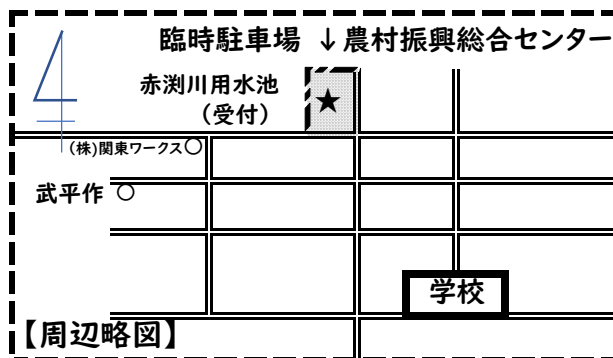 臨時駐車場 ↓農村振興総合センター
赤渕川用水池
(受付)
★
(株)関東ワークス○
武平作 ○
学校
【周辺略図】